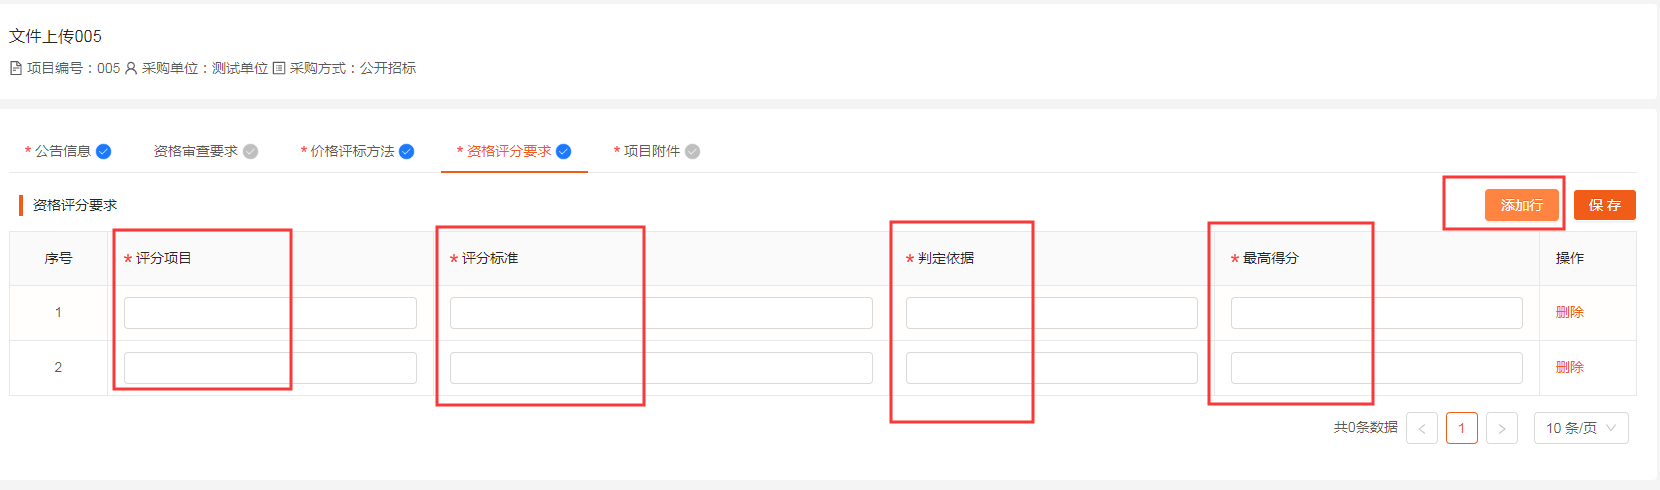 文件上传005
项目编号：005 采购单位：测试单位 采购方式：公开招标
* 公告信息 资格审查要求 * 价格评标方法 * 资格评分要求 * 项目附件
资格评分要求 添加行 保 存
序号 * 评分项目 * 评分标准 * 判定依据 * 最高得分 操作
1 删除
2 删除
共0条数据 < 1 > 10 条/页